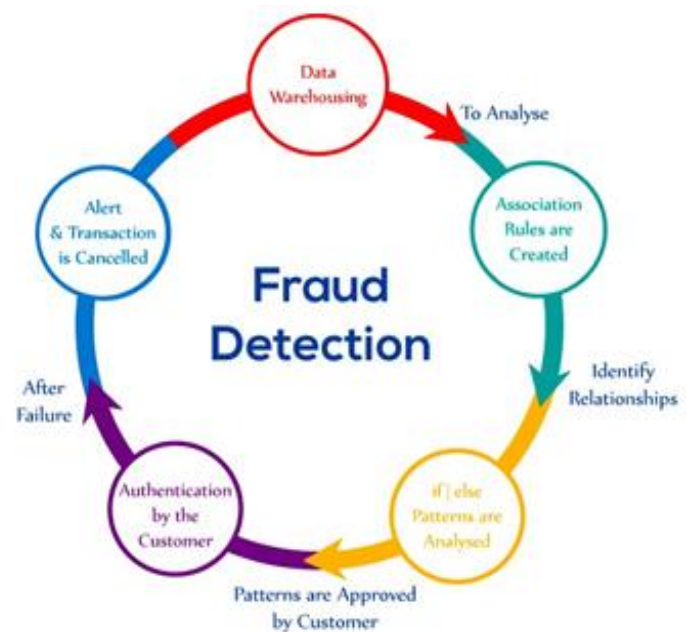 Data
Warehousing
To Analyse
Association
Rules are
Created
Identify
Relationships
if | else
Patterns are
Analysed
Patterns are Approved
by Customer
Authentication
by the
Customer
After
Failure
Alert
& Transaction
is Cancelled
Fraud
Detection